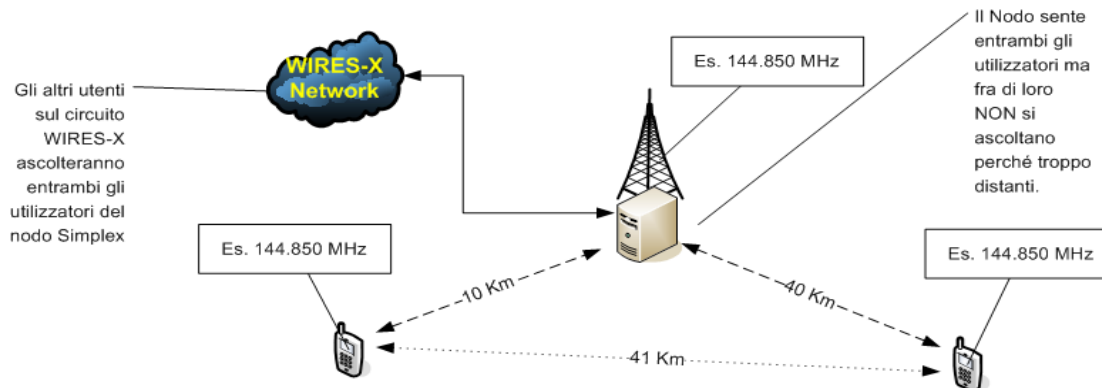 Il Nodo sente
entrambi gli
utilizzatori ma
fra di loro
NON si
ascoltano
perché troppo
distanti.
Es. 144.850 MHz
WIRES-X
Network
Gli altri utenti
sul circuito
WIRES-X
ascolteranno
entrambi gli
utilizzatori del
nodo Simplex
Es. 144.850 MHz
Es. 144.850 MHz
10 Km
40 Km
41 Km